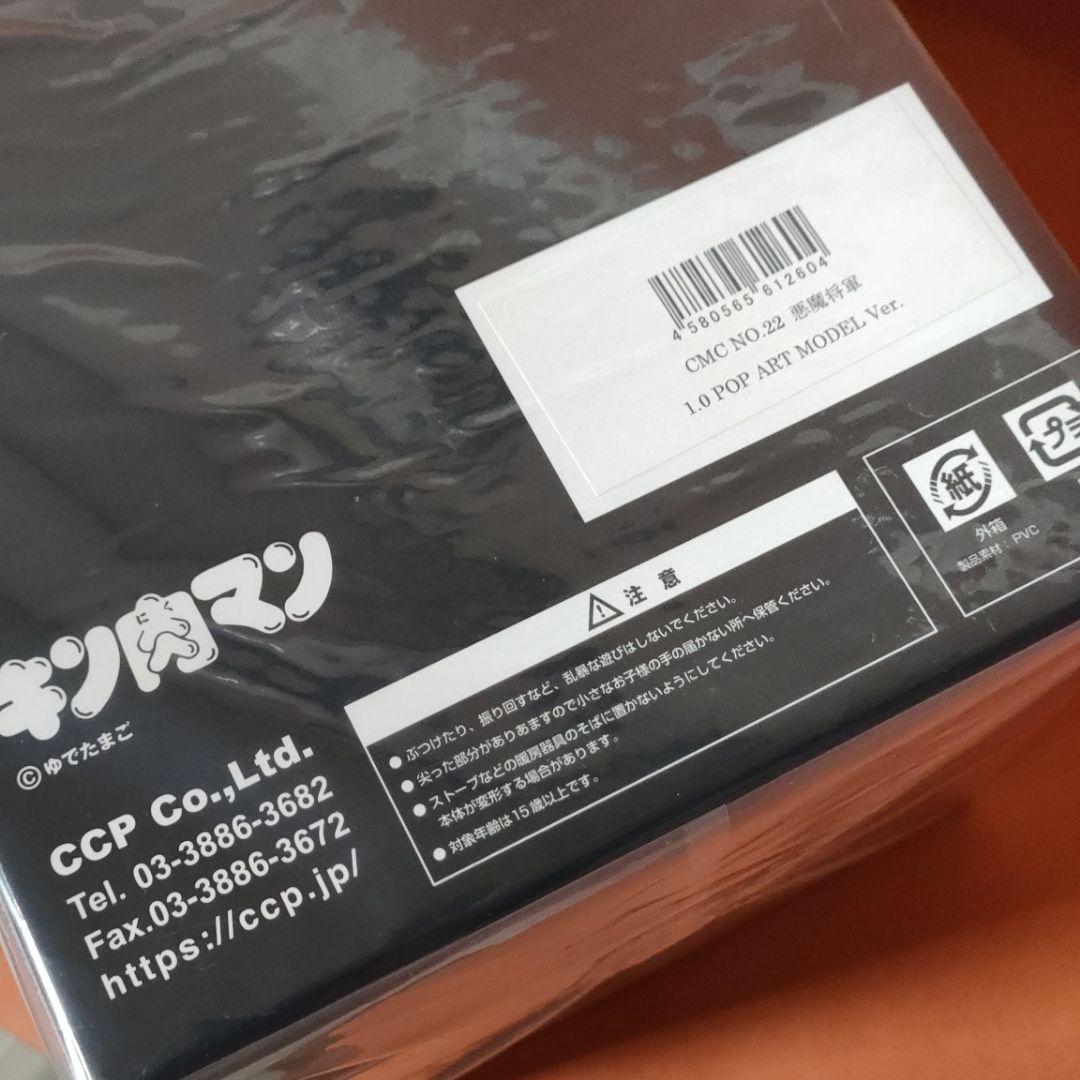 4 580565 612604
CMC NO.22 悪魔将軍
1.0 POP ART MODEL Ver.
紙
外箱
プ
製品素材：PVC
注意
●ぶつけたり、振り回すなど、乱暴な遊びはしないでください。
●尖った部分がありあますので小さなお子様の手の届かない所へ保管ください。
●ストーブなどの暖房器具のそばに置かないようにしてください。
本体が変形する場合があります。
●対象年齢は15歳以上です。
キン肉マン
©ゆでたまご
CCP Co.,Ltd.
Tel. 03-3886-3682
Fax.03-3886-3672
https://ccp.jp/